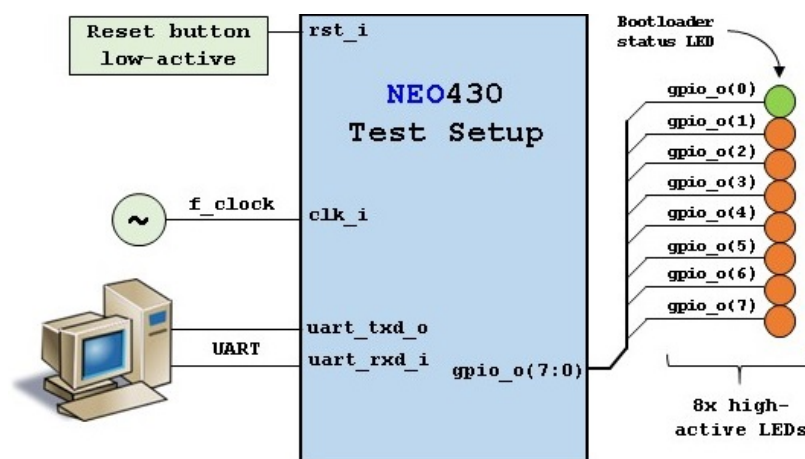 Reset button
low-active
rst_i
NEO430
Test Setup
f_clock
~
clk_i
uart_txd_o
UART
uart_rxd_i
gpio_o(7:0)
Bootloader
status LED
gpio_o(0)
gpio_o(1)
gpio_o(2)
gpio_o(3)
gpio_o(4)
gpio_o(5)
gpio_o(6)
gpio_o(7)
8x high-
active LEDs